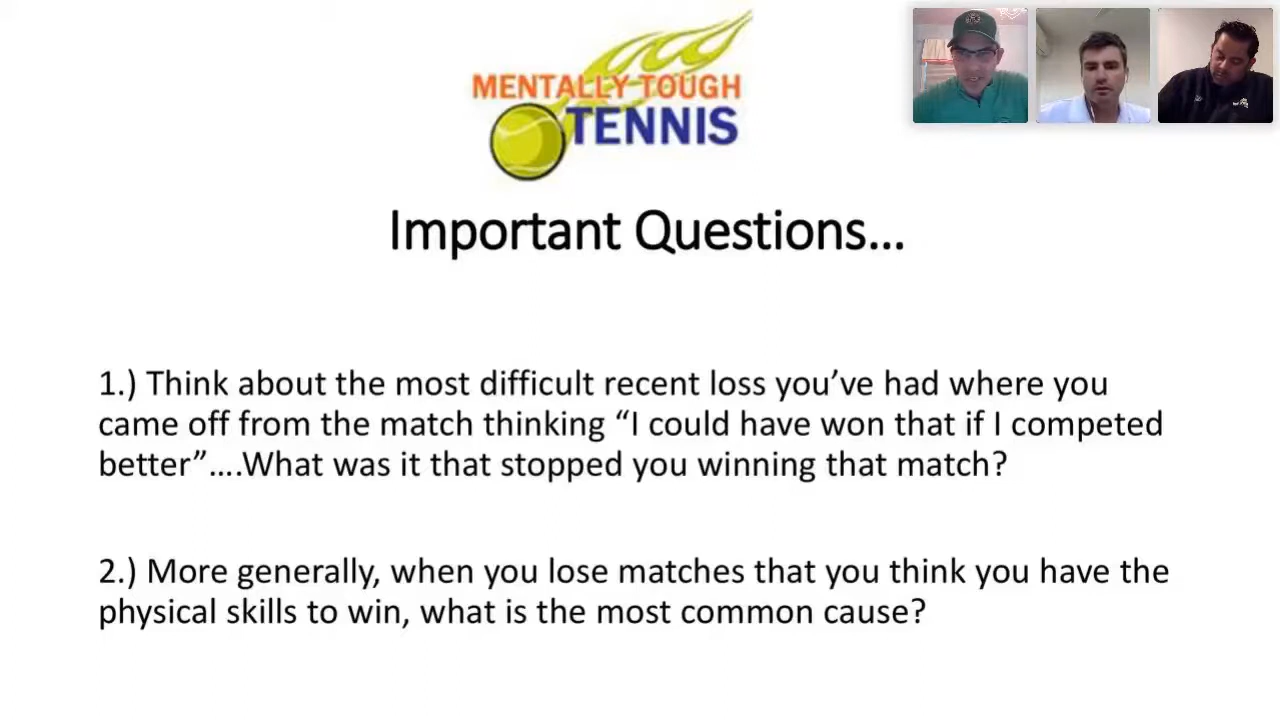 MENTALLY TOUGH
TENNIS
Important Questions...
1.) Think about the most difficult recent loss you’ve had where you
came off from the match thinking “I could have won that if I competed
better”....What was it that stopped you winning that match?
2.) More generally, when you lose matches that you think you have the
physical skills to win, what is the most common cause?